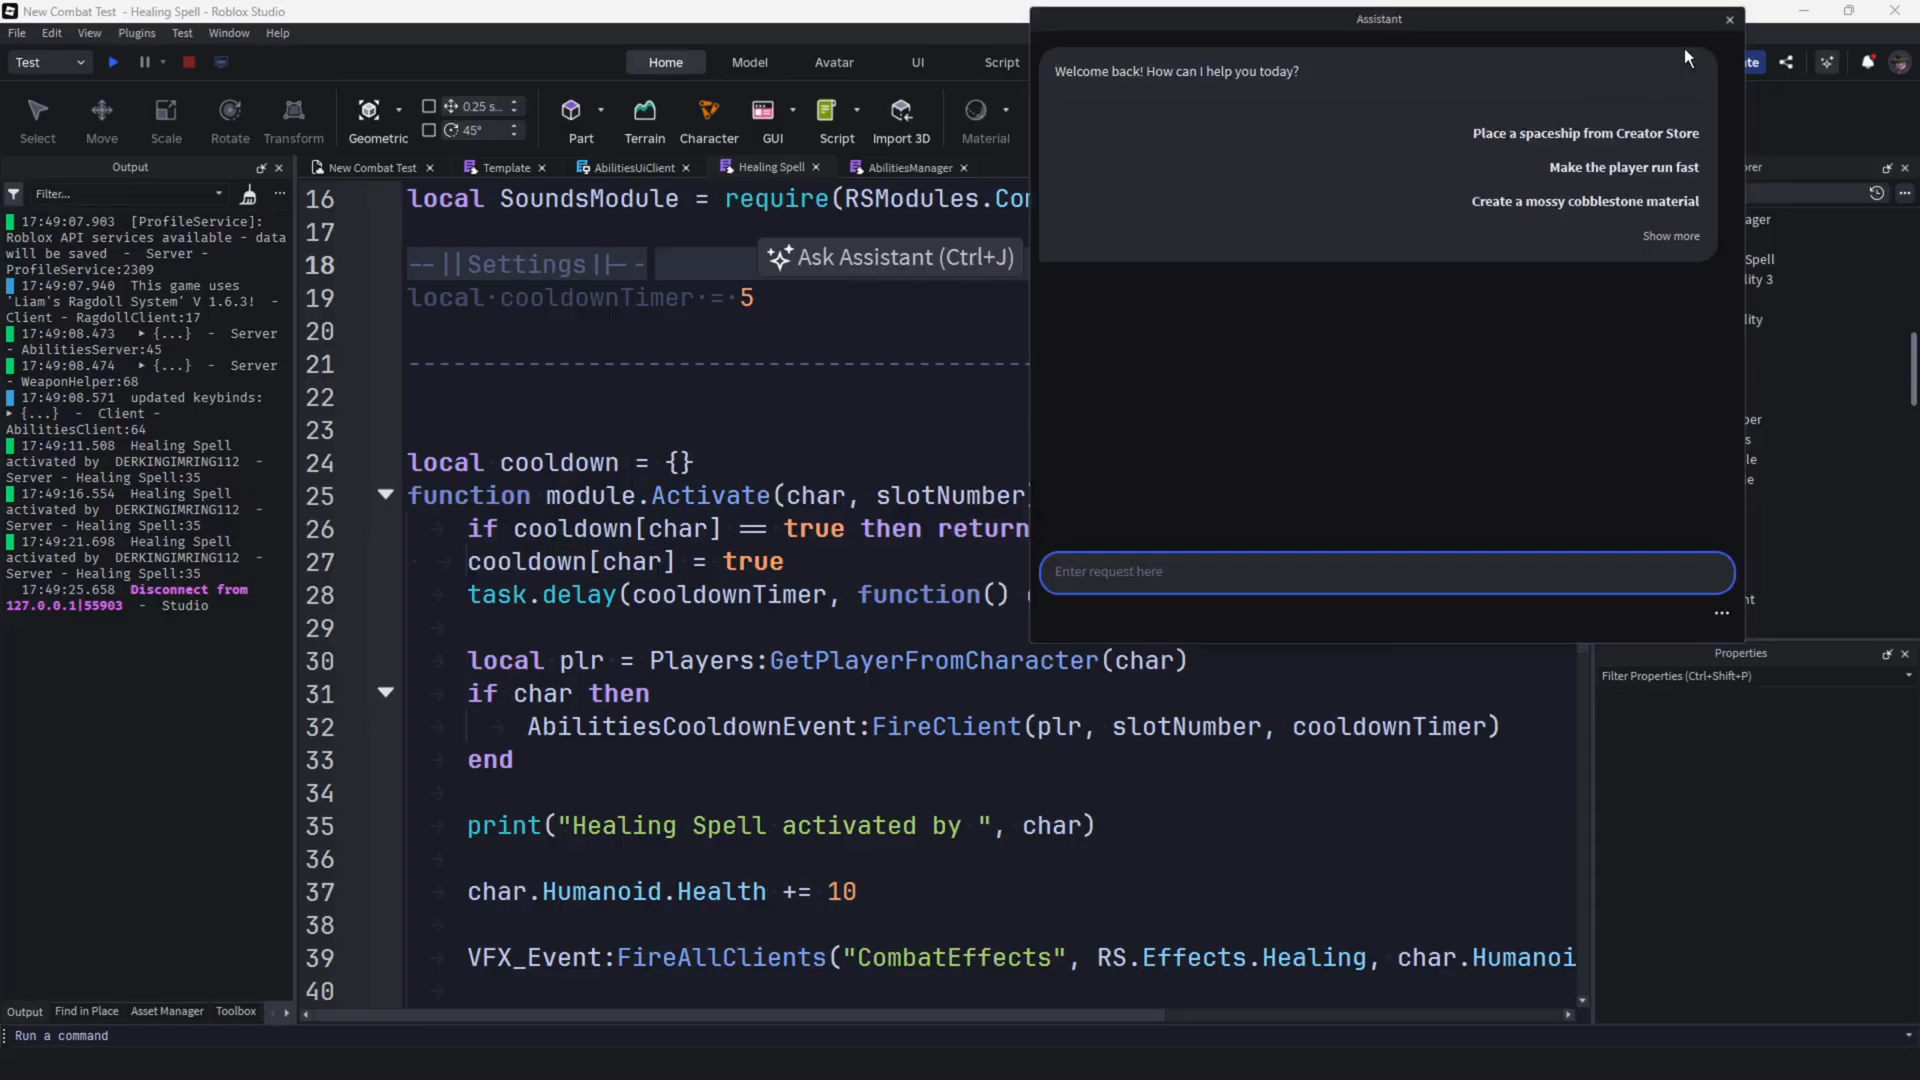 New Combat Test - Healing Spell - Roblox Studio
File Edit View Plugins Test Window Help
Test
Home Model Avatar UI Script
Select Move Scale Rotate Transform
Geometric
0.25 s...
45°
Part Terrain Character GUI Script Import 3D Material
Output
Filter...
17:49:07.903 [ProfileService]:
Roblox API services available - data
will be saved - Server -
ProfileService:2309
17:49:07.940 This game uses
'Liam's Ragdoll System' V 1.6.3! -
Client - RagdollClient:17
17:49:08.473 ▸ {...} - Server
- AbilitiesServer:45
17:49:08.474 ▸ {...} - Server
- WeaponHelper:68
17:49:08.571 updated keybinds:
▸ {...} - Client -
AbilitiesClient:64
17:49:11.508 Healing Spell
activated by DERKINGIMRING112 -
Server - Healing Spell:35
17:49:16.554 Healing Spell
activated by DERKINGIMRING112 -
Server - Healing Spell:35
17:49:21.698 Healing Spell
activated by DERKINGIMRING112 -
Server - Healing Spell:35
17:49:25.658 Disconnect from
127.0.0.1|55903 - Studio
Output Find in Place Asset Manager Toolbox
Run a command
New Combat Test Template AbilitiesUiClient Healing Spell AbilitiesManager
16 local SoundsModule = require(RSModules.Co
17
18 --||Settings||--
Ask Assistant (Ctrl+J)
19 local cooldownTimer = 5
20
21 -----------------------------------------
22
23
24 local cooldown = {}
25 function module.Activate(char, slotNumber)
26 if cooldown[char] == true then return
27 cooldown[char] = true
28 task.delay(cooldownTimer, function()
29
30 local plr = Players:GetPlayerFromCharacter(char)
31 if char then
32 AbilitiesCooldownEvent:FireClient(plr, slotNumber, cooldownTimer)
33 end
34
35 print("Healing Spell activated by ", char)
36
37 char.Humanoid.Health += 10
38
39 VFX_Event:FireAllClients("CombatEffects", RS.Effects.Healing, char.Humanoi
40
Assistant
Welcome back! How can I help you today?
Place a spaceship from Creator Store
Make the player run fast
Create a mossy cobblestone material
Show more
Enter request here
...
te
rer
ager
Spell
lity 3
lity
per
s
le
e
nt
Properties
Filter Properties (Ctrl+Shift+P)